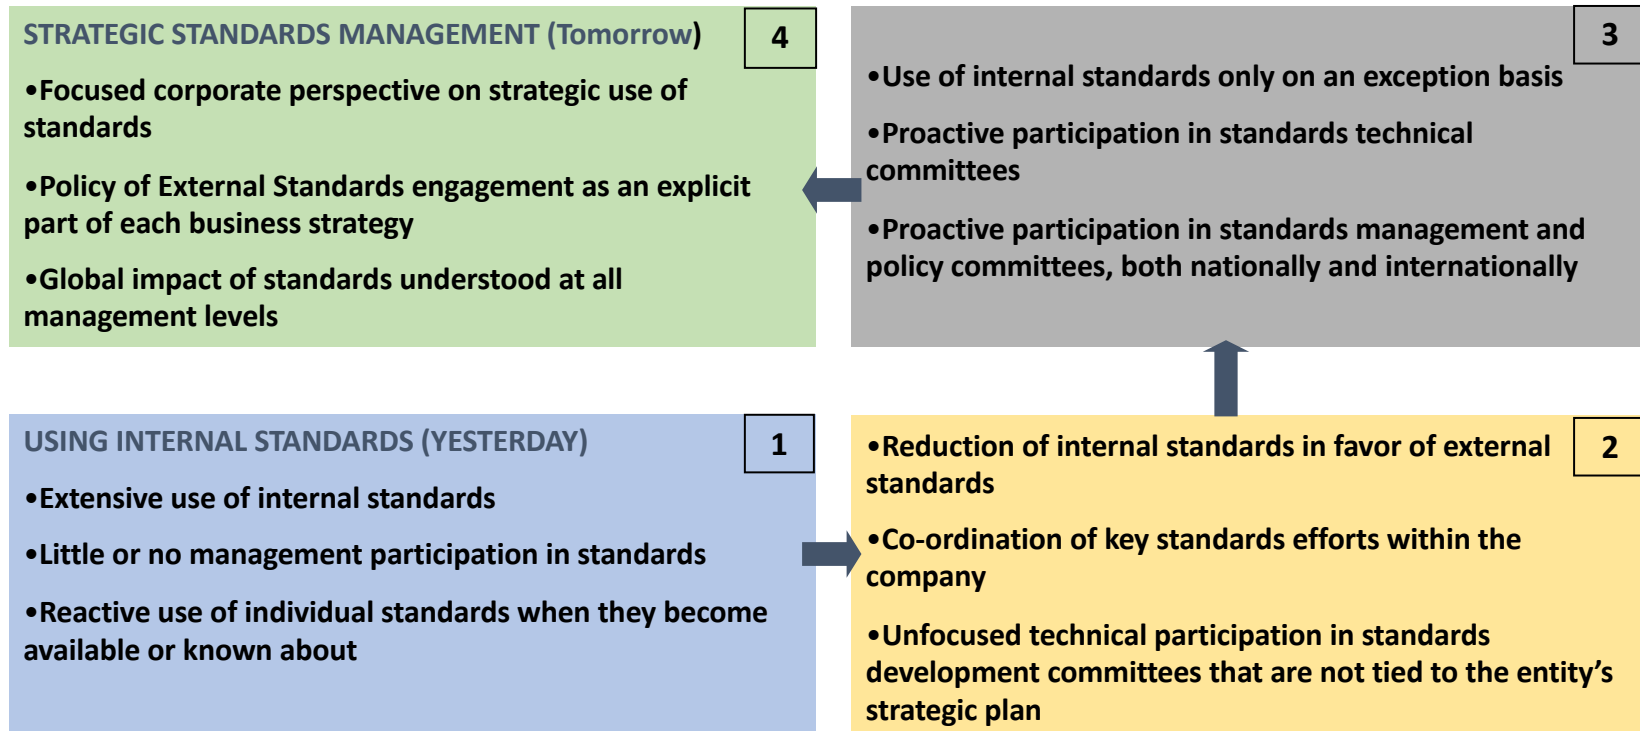 STRATEGIC STANDARDS MANAGEMENT (Tomorrow)
4
•Focused corporate perspective on strategic use of
standards
•Policy of External Standards engagement as an explicit
part of each business strategy
•Global impact of standards understood at all
management levels
3
•Use of internal standards only on an exception basis
•Proactive participation in standards technical
committees
•Proactive participation in standards management and
policy committees, both nationally and internationally
USING INTERNAL STANDARDS (YESTERDAY)
1
•Extensive use of internal standards
•Little or no management participation in standards
•Reactive use of individual standards when they become
available or known about
2
•Reduction of internal standards in favor of external
standards
•Co-ordination of key standards efforts within the
company
•Unfocused technical participation in standards
development committees that are not tied to the entity’s
strategic plan